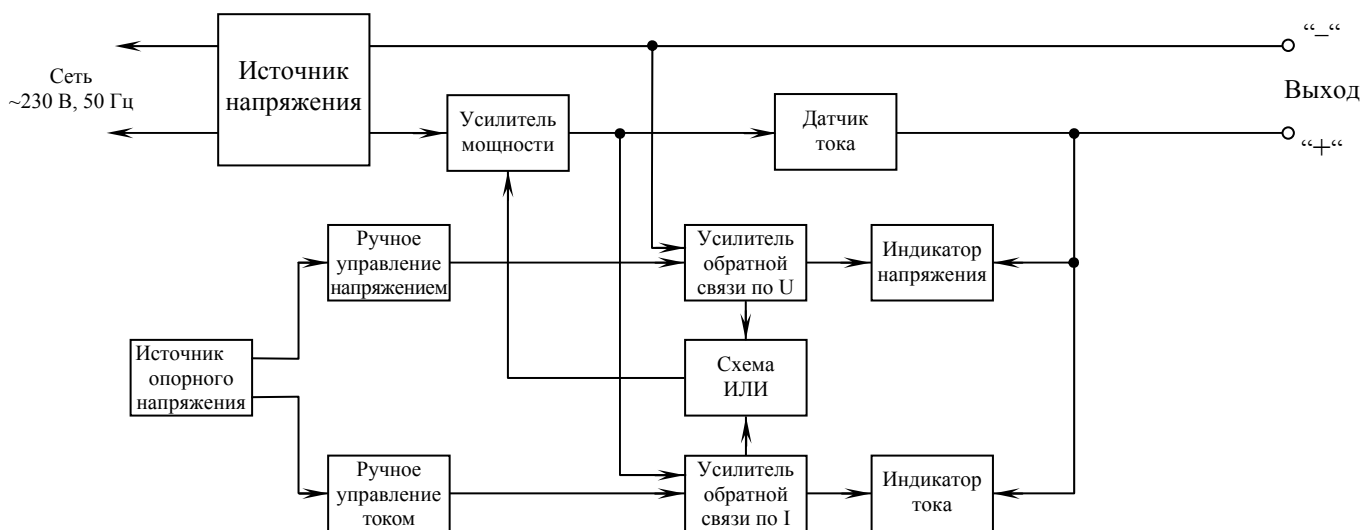 Сеть
~230 В, 50 Гц
Источник
напряжения
“–“
Выход
“+“
Усилитель
мощности
Датчик
тока
Ручное
управление
напряжением
Усилитель
обратной
связи по U
Индикатор
напряжения
Источник
опорного
напряжения
Схема
ИЛИ
Ручное
управление
током
Усилитель
обратной
связи по I
Индикатор
тока